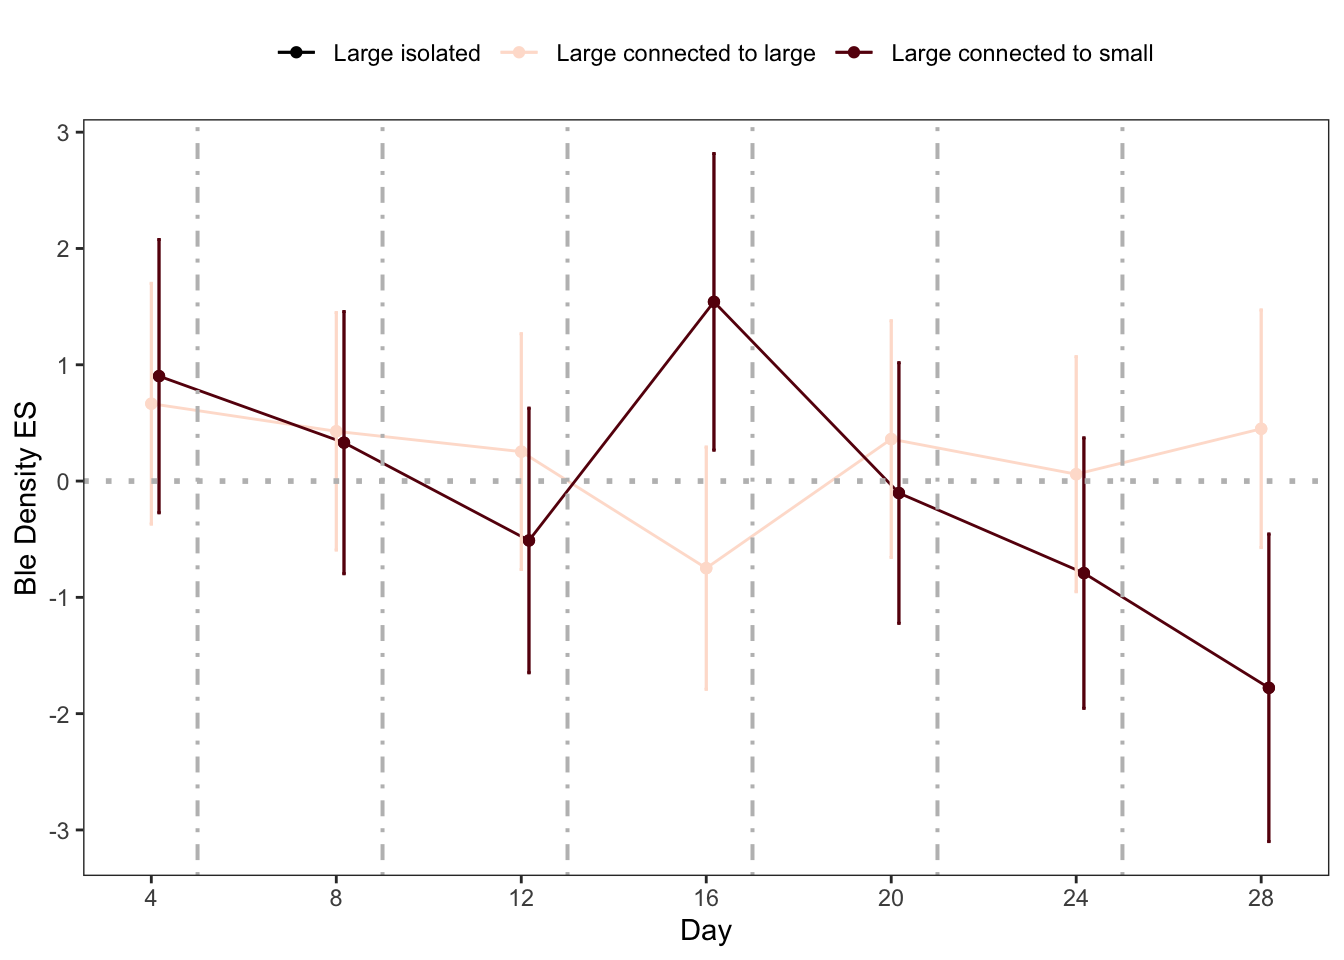 Large isolated Large connected to large Large connected to small
3
2
1
0
-1
-2
-3
Ble Density ES
4 8 12 16 20 24 28
Day